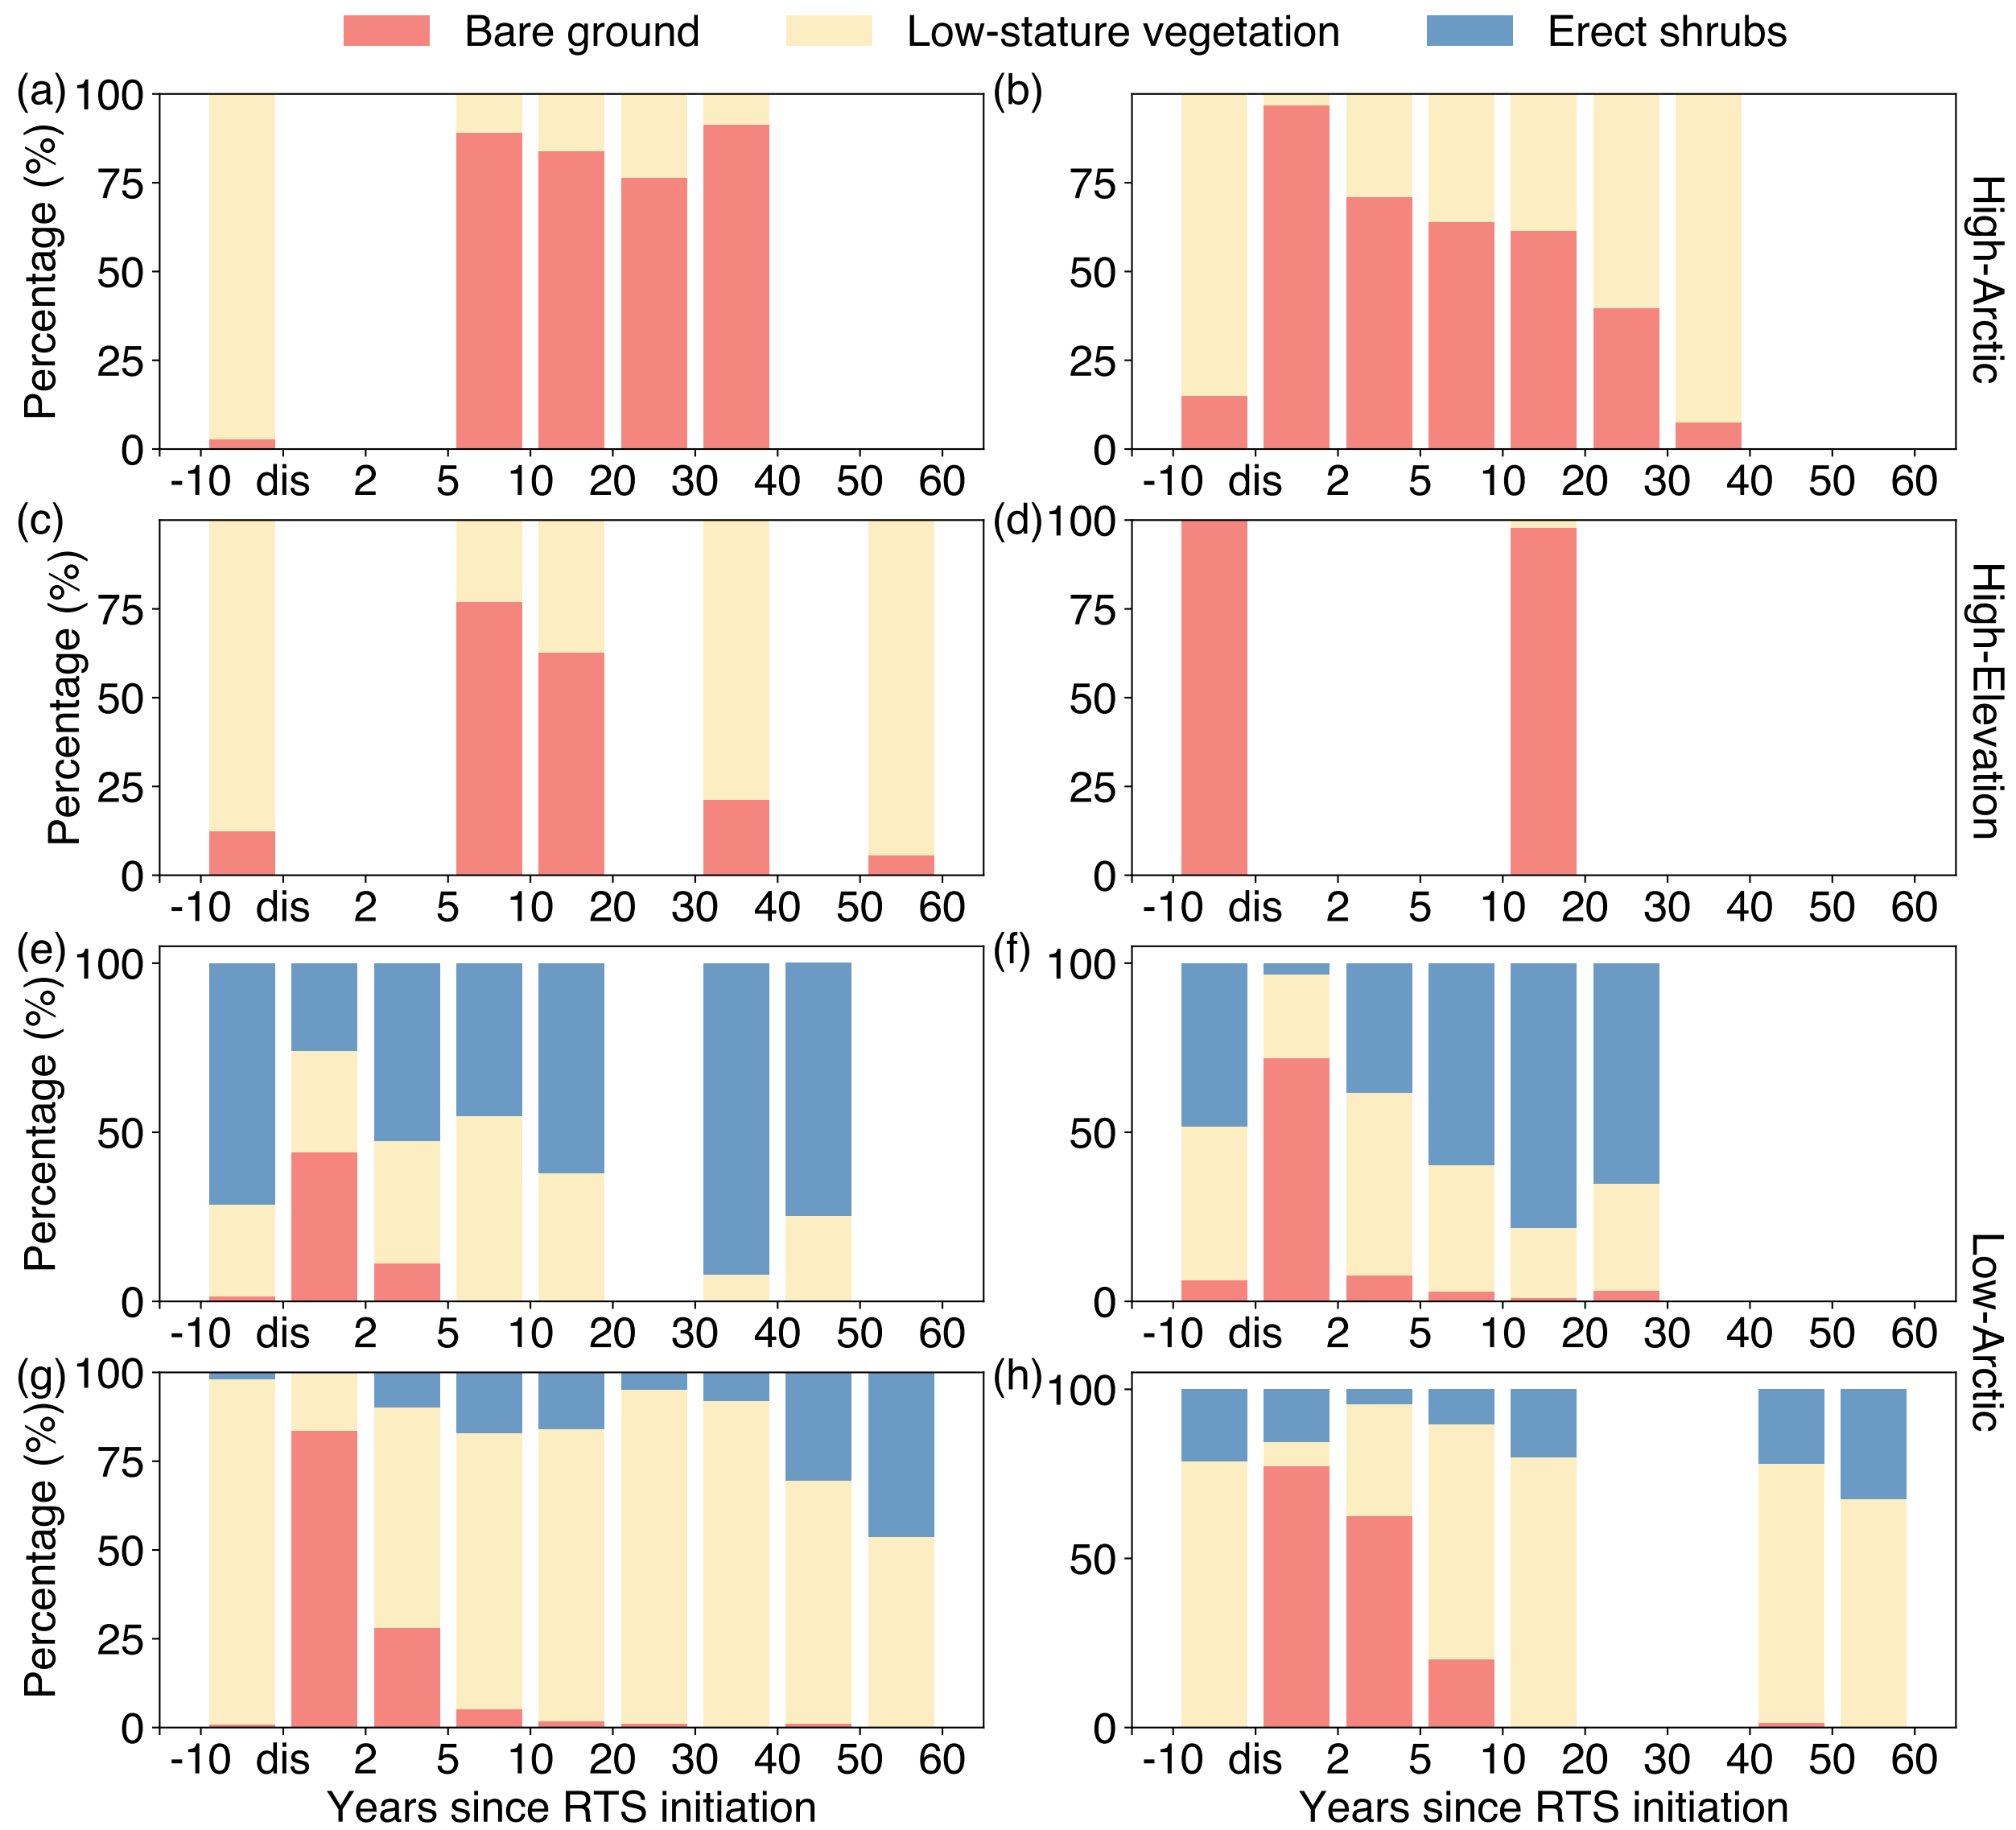 Bare ground Low-stature vegetation Erect shrubs
(a) 100 75 50 25 0
Percentage (%)
-10 dis 2 5 10 20 30 40 50 60
(b) 75 50 25 0
-10 dis 2 5 10 20 30 40 50 60
High-Arctic
(c) 75 50 25 0
Percentage (%)
-10 dis 2 5 10 20 30 40 50 60
(d) 100 75 50 25 0
-10 dis 2 5 10 20 30 40 50 60
High-Elevation
(e) 100 50 0
Percentage (%)
-10 dis 2 5 10 20 30 40 50 60
(f) 100 50 0
-10 dis 2 5 10 20 30 40 50 60
Low-Arctic
(g) 100 75 50 25 0
Percentage (%)
-10 dis 2 5 10 20 30 40 50 60
Years since RTS initiation
(h) 100 50 0
-10 dis 2 5 10 20 30 40 50 60
Years since RTS initiation